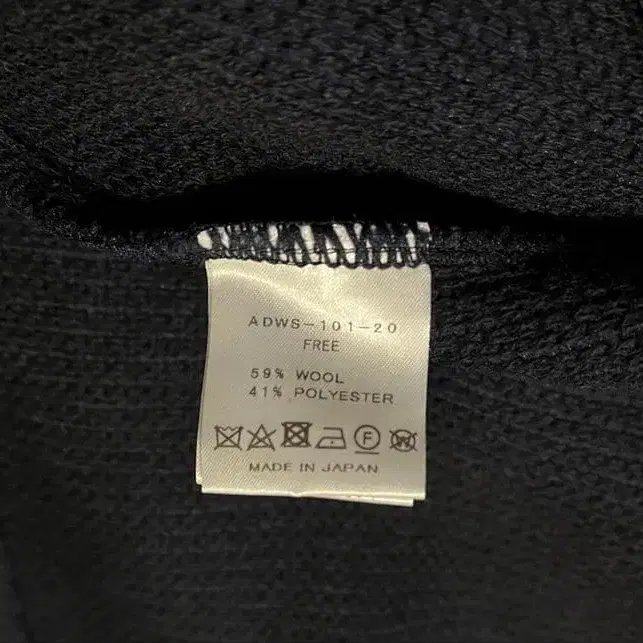 ADWS-101-20
FREE
59% WOOL
41% POLYESTER
MADE IN JAPAN